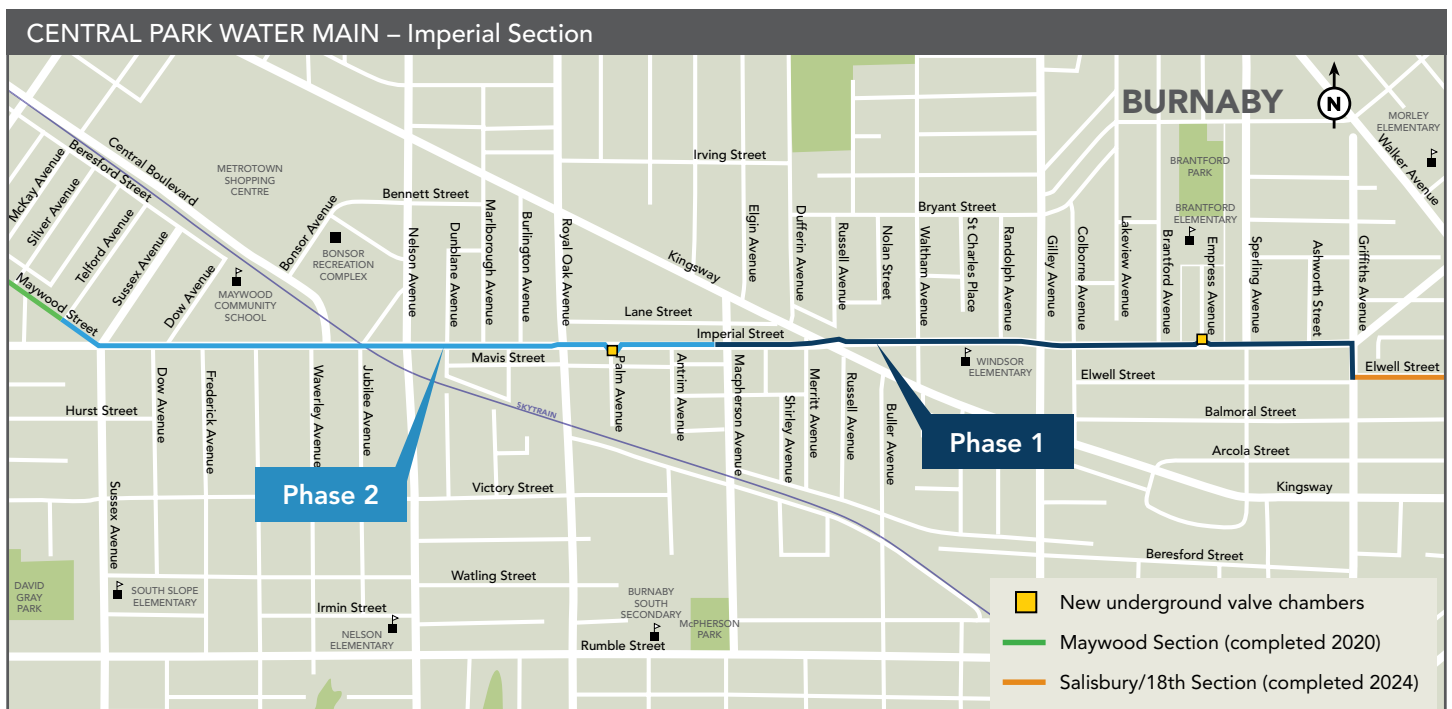 CENTRAL PARK WATER MAIN – Imperial Section
BURNABY
N
MORLEY
ELEMENTARY
Walker Avenue
BRANTFORD
PARK
BRANTFORD
ELEMENTARY
Irving Street
Central Boulevard
Beresford Street
McKay Avenue
Silver Avenue
Telford Avenue
Sussex Avenue
Dow Avenue
Maywood Street
METROTOWN
SHOPPING
CENTRE
Bonsor Avenue
BONSOR
RECREATION
COMPLEX
MAYWOOD
COMMUNITY
SCHOOL
Bennett Street
Nelson Avenue
Dunblane Avenue
Marlborough Avenue
Burlington Avenue
Royal Oak Avenue
Kingsway
Elgin Avenue
Dufferin Avenue
Russell Avenue
Nolan Street
Bryant Street
Waltham Avenue
St Charles Place
Randolph Avenue
Gilley Avenue
Colborne Avenue
Lakeview Avenue
Brantford Avenue
Empress Avenue
Sperling Avenue
Ashworth Street
Griffiths Avenue
Lane Street
Imperial Street
Mavis Street
Palm Avenue
Antrim Avenue
Macpherson Avenue
Shirley Avenue
Merritt Avenue
Russell Avenue
Buller Avenue
WINDSOR
ELEMENTARY
Elwell Street
Elwell Street
Balmoral Street
Arcola Street
Kingsway
Hurst Street
Dow Avenue
Frederick Avenue
Waverley Avenue
Jubilee Avenue
SKYTRAIN
Phase 1
Phase 2
Victory Street
Sussex Avenue
Beresford Street
Watling Street
DAVID
GRAY
PARK
SOUTH SLOPE
ELEMENTARY
Irmin Street
NELSON
ELEMENTARY
BURNABY
SOUTH
SECONDARY
McPHERSON
PARK
Rumble Street
New underground valve chambers
Maywood Section (completed 2020)
Salisbury/18th Section (completed 2024)